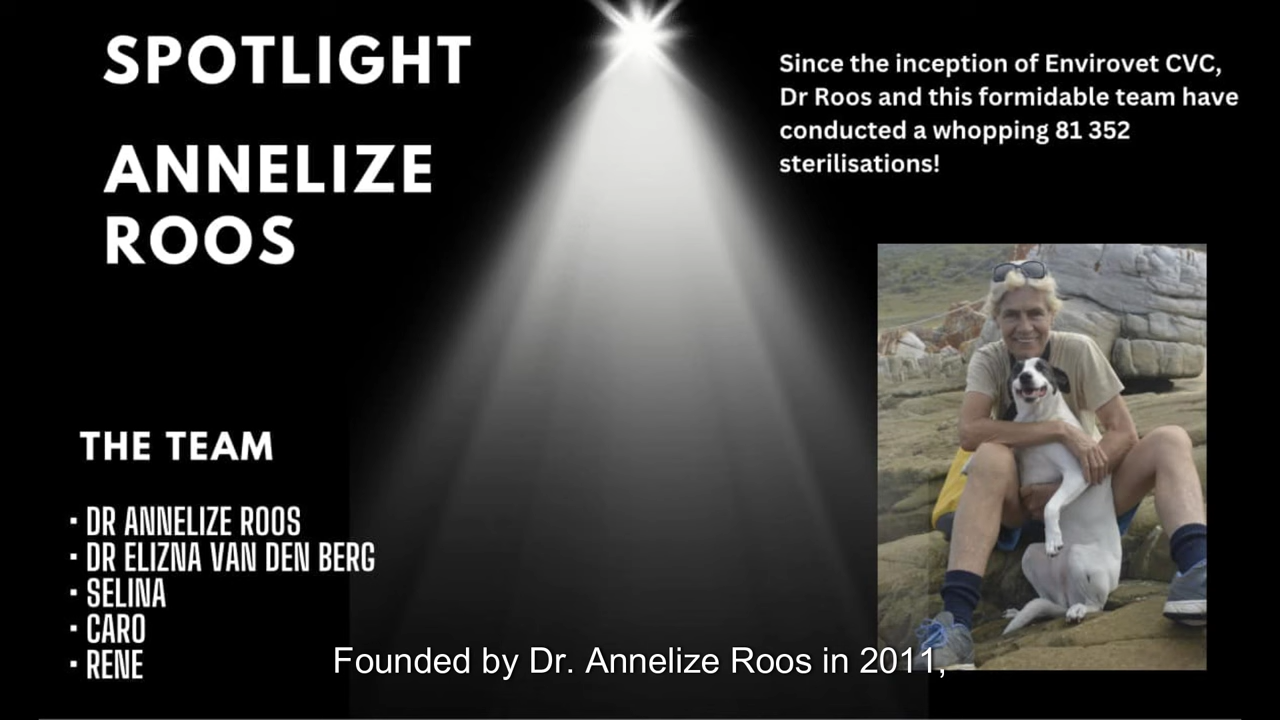 SPOTLIGHT
ANNELIZE
ROOS
Since the inception of Envirovet CVC,
Dr Roos and this formidable team have
conducted a whopping 81 352
sterilisations!
THE TEAM
· DR ANNELIZE ROOS
· DR ELIZNA VAN DEN BERG
· SELINA
· CARO
· RENE
Founded by Dr. Annelize Roos in 2011,